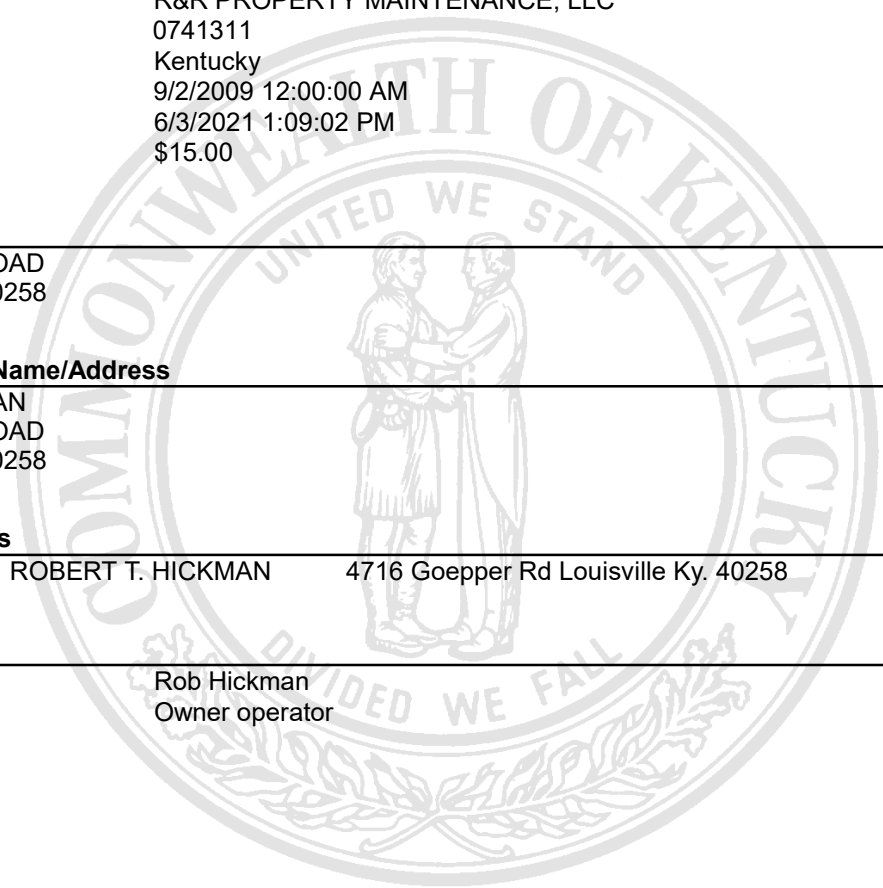 R&R PROPERTY MAINTENANCE, LLC
0741311
Kentucky
9/2/2009 12:00:00 AM
6/3/2021 1:09:02 PM
$15.00
OAD
0258
Name/Address
AN
OAD
0258
s
ROBERT T. HICKMAN 4716 Goepper Rd Louisville Ky. 40258
Rob Hickman
Owner operator
COMMONWEALTH OF KENTUCKY
UNITED WE STAND
DIVIDED WE FALL